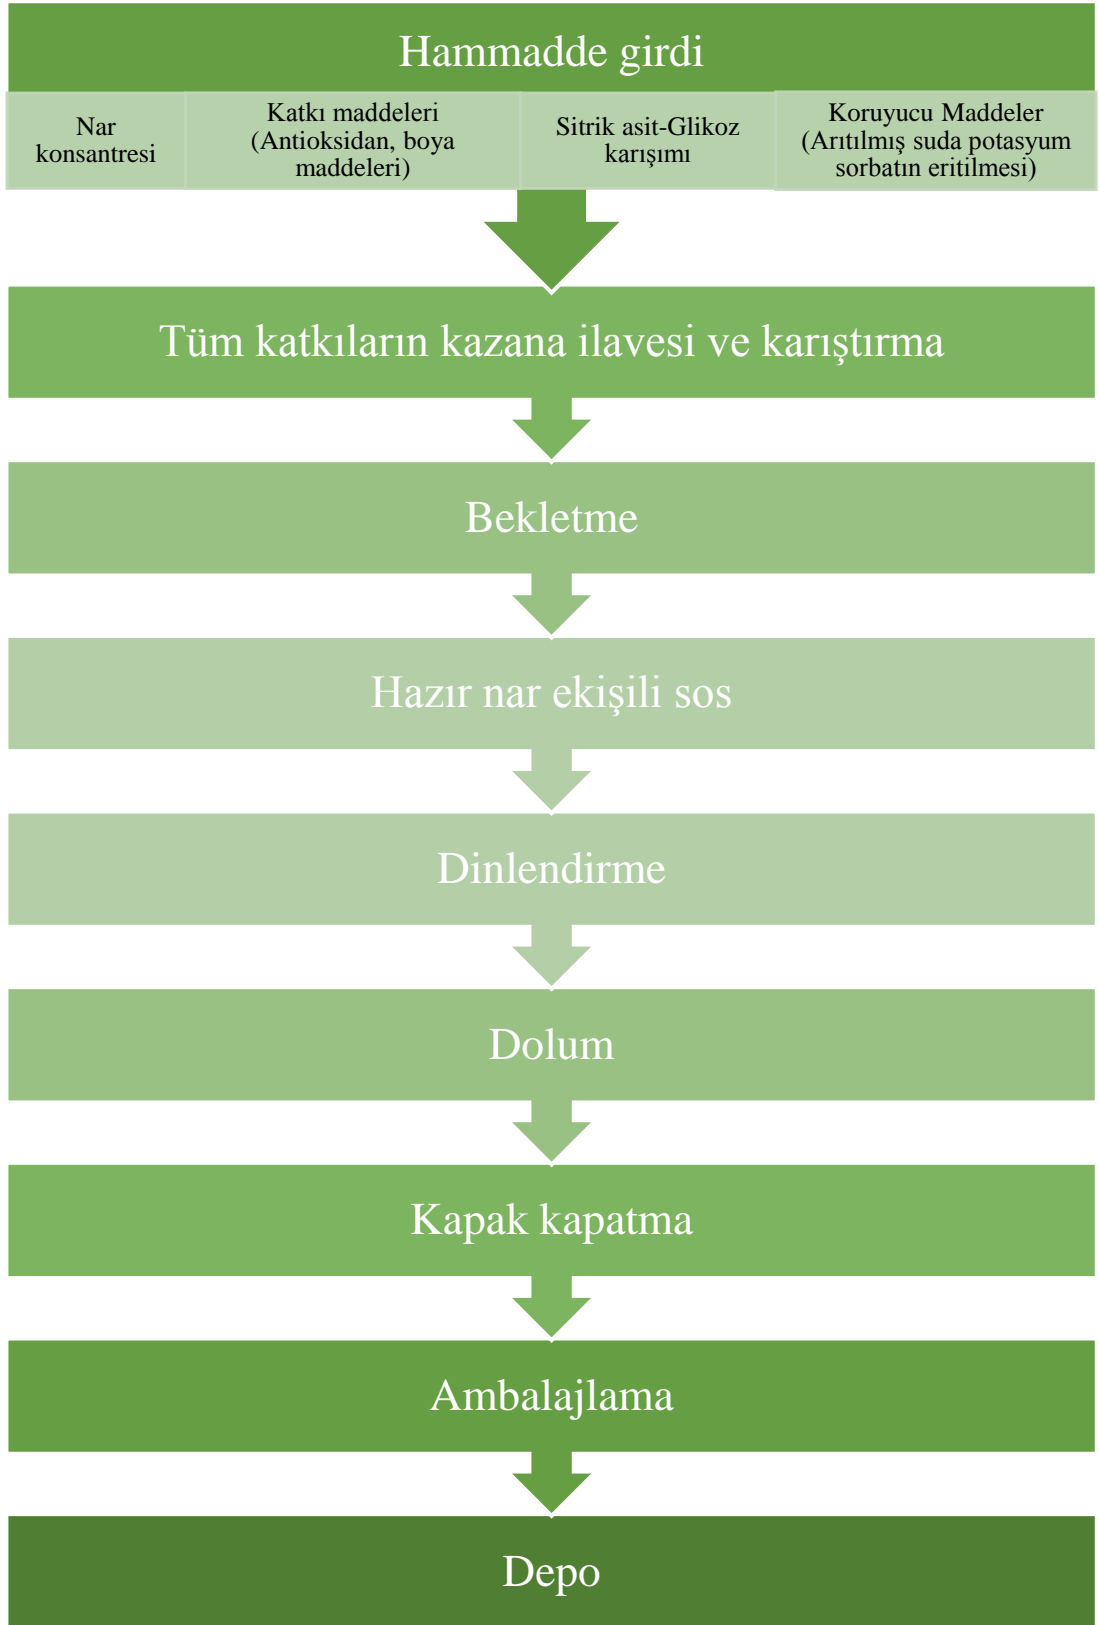 Hammadde girdi
Nar
konsantresi
Katkı maddeleri
(Antioksidan, boya
maddeleri)
Sitrik asit-Glikoz
karışımı
Koruyucu Maddeler
(Arıtılmış suda potasyum
sorbatın eritilmesi)
Tüm katkıların kazana ilavesi ve karıştırma
Bekletme
Hazır nar ekişili sos
Dinlendirme
Dolum
Kapak kapatma
Ambalajlama
Depo